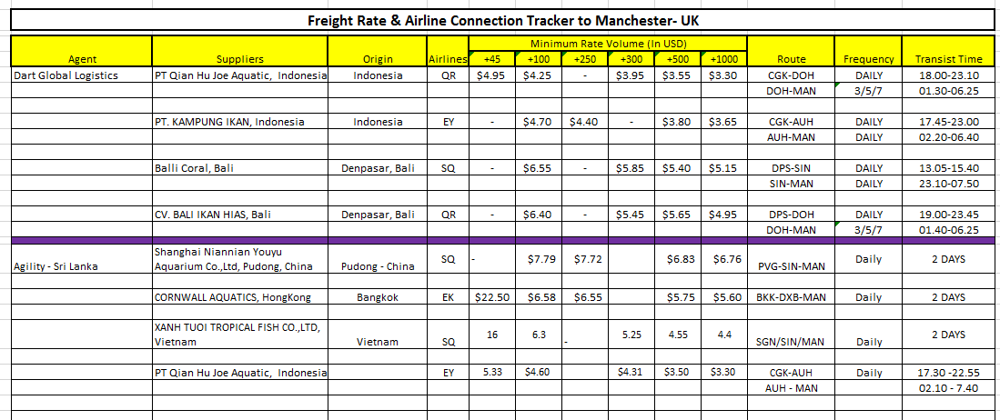 Freight Rate & Airline Connection Tracker to Manchester- UK
Minimum Rate Volume (In USD)
Agent Suppliers Origin Airlines +45 +100 +250 +300 +500 +1000 Route Frequency Transist Time
Dart Global Logistics PT Qian Hu Joe Aquatic, Indonesia Indonesia QR $4.95 $4.25 - $3.95 $3.55 $3.30 CGK-DOH DAILY 18.00-23.10
DOH-MAN 3/5/7 01.30-06.25
PT. KAMPUNG IKAN, Indonesia Indonesia EY - $4.70 $4.40 - $3.80 $3.65 CGK-AUH DAILY 17.45-23.00
AUH-MAN DAILY 02.20-06.40
Balli Coral, Bali Denpasar, Bali SQ - $6.55 - $5.85 $5.40 $5.15 DPS-SIN DAILY 13.05-15.40
SIN-MAN DAILY 23.10-07.50
CV. BALI IKAN HIAS, Bali Denpasar, Bali QR - $6.40 - $5.45 $5.65 $4.95 DPS-DOH DAILY 19.00-23.45
DOH-MAN 3/5/7 01.40-06.25
Shanghai Niannian Youyu
Agility - Sri Lanka Aquarium Co.,Ltd, Pudong, China Pudong - China SQ - $7.79 $7.72 $6.83 $6.76 PVG-SIN-MAN Daily 2 DAYS
CORNWALL AQUATICS, HongKong Bangkok EK $22.50 $6.58 $6.55 $5.75 $5.60 BKK-DXB-MAN Daily 2 DAYS
XANH TUOI TROPICAL FISH CO.,LTD,
Vietnam Vietnam SQ 16 6.3 - 5.25 4.55 4.4 SGN/SIN/MAN Daily 2 DAYS
PT Qian Hu Joe Aquatic, Indonesia EY 5.33 $4.60 $4.31 $3.50 $3.30 CGK-AUH Daily 17.30 -22.55
AUH - MAN 02.10 - 7.40